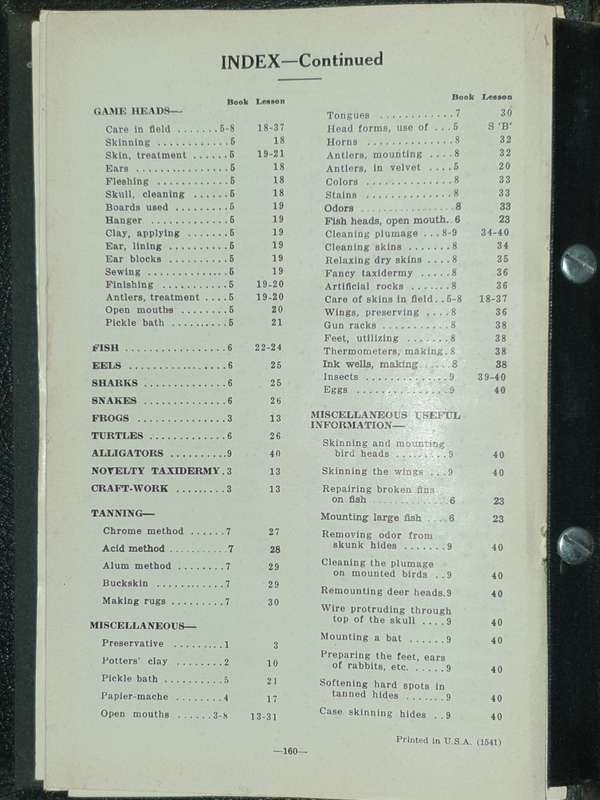 INDEX—Continued
Book Lesson
GAME HEADS—
Care in field .......5-8 18-37
Skinning ............5 18
Skin, treatment ......5 19-21
Ears ................5 18
Fleshing ............5 18
Skull, cleaning ......5 18
Boards used .........5 19
Hanger .............5 19
Clay, applying .......5 19
Ear, lining ..........5 19
Ear blocks ..........5 19
Sewing ..............5 19
Finishing ...........5 19-20
Antlers, treatment ....5 19-20
Open mouths ........5 20
Pickle bath ..........5 21
FISH .................6 22-24
EELS .................6 25
SHARKS ..............6 25
SNAKES ..............6 26
FROGS ...............3 13
TURTLES .............6 26
ALLIGATORS ..........9 40
NOVELTY TAXIDERMY.3 13
CRAFT-WORK .........3 13
TANNING—
Chrome method ......7 27
Acid method ..........7 28
Alum method ........7 29
Buckskin ............7 29
Making rugs .........7 30
MISCELLANEOUS—
Preservative .........1 3
Potters' clay ........2 10
Pickle bath ..........5 21
Papier-mache ........4 17
Open mouths ......3-8 13-31
Book Lesson
Tongues ............7 30
Head forms, use of ...5 S 'B'
Horns ..............8 32
Antlers, mounting ....8 32
Antlers, in velvet ....5 20
Colors ..............8 33
Stains ..............8 33
Odors ..............8 33
Fish heads, open mouth..6 23
Cleaning plumage ...8-9 34-40
Cleaning skins .......8 34
Relaxing dry skins ....8 35
Fancy taxidermy .....8 36
Artificial rocks .......8 36
Care of skins in field..5-8 18-37
Wings, preserving ....8 36
Gun racks ...........8 38
Feet, utilizing .......8 38
Thermometers, making.8 38
Ink wells, making .....8 38
Insects .............9 39-40
Eggs ...............9 40
MISCELLANEOUS USEFUL
INFORMATION—
Skinning and mounting
bird heads .........9 40
Skinning the wings ...9 40
Repairing broken fins
on fish .............6 23
Mounting large fish ....6 23
Removing odor from
skunk hides .......9 40
Cleaning the plumage
on mounted birds ..9 40
Remounting deer heads.9 40
Wire protruding through
top of the skull ....9 40
Mounting a bat ......9 40
Preparing the feet, ears
of rabbits, etc. .....9 40
Softening hard spots in
tanned hides .......9 40
Case skinning hides ..9 40
Printed in U.S.A. (1541)
—160—